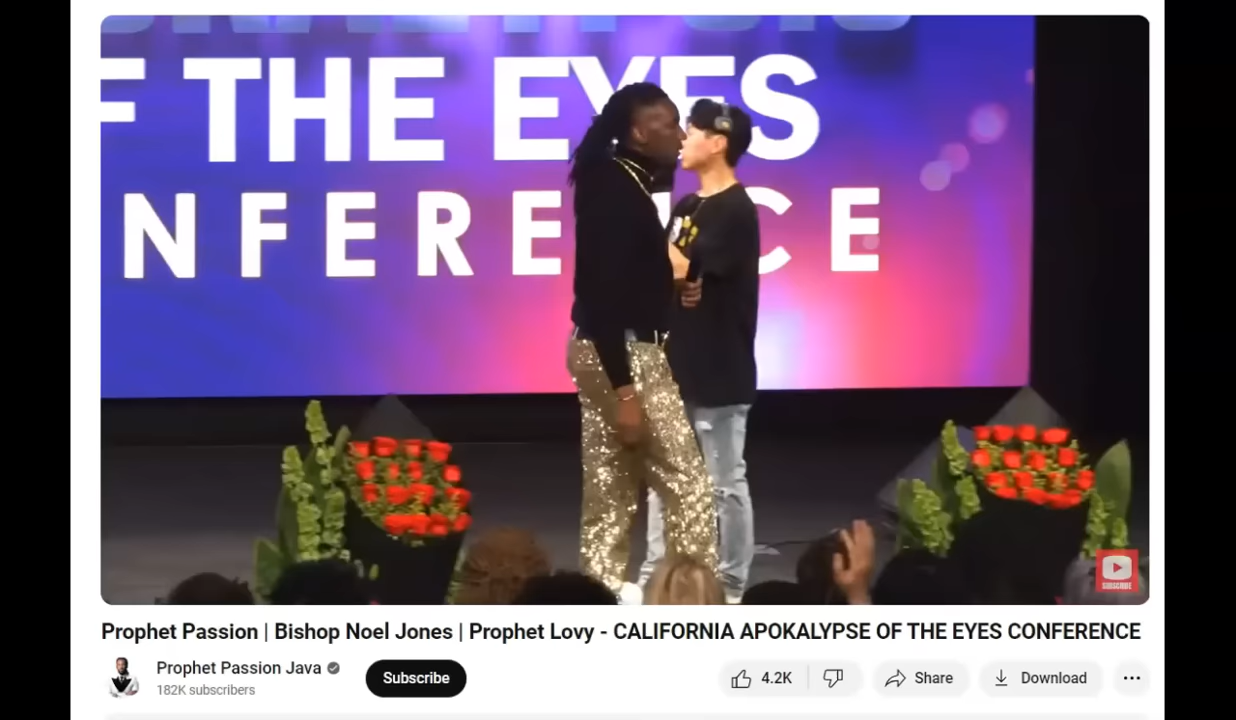 F THE EYES
NFERE CE
SUBSCRIBE
Prophet Passion | Bishop Noel Jones | Prophet Lovy - CALIFORNIA APOKALYPSE OF THE EYES CONFERENCE
Prophet Passion Java
182K subscribers
Subscribe
4.2K
Share
Download